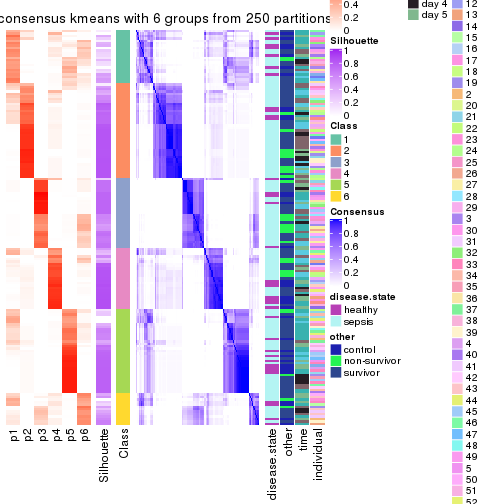 consensus kmeans with 6 groups from 250 partitions
p1
p2
p3
p4
p5
p6
Silhouette
Class
disease.state
other
time
individual
0.4
0.2
0
Silhouette
1
0.8
0.6
0.4
0.2
0
Class
1
2
3
4
5
6
Consensus
1
0.8
0.6
0.4
0.2
0
disease.state
healthy
sepsis
other
control
non-survivor
survivor
day 4
day 5
12
13
14
15
16
17
18
19
2
20
21
22
23
24
25
26
27
28
29
3
30
31
32
33
34
35
36
37
38
39
4
40
41
42
43
44
45
46
47
48
49
5
50
51
52